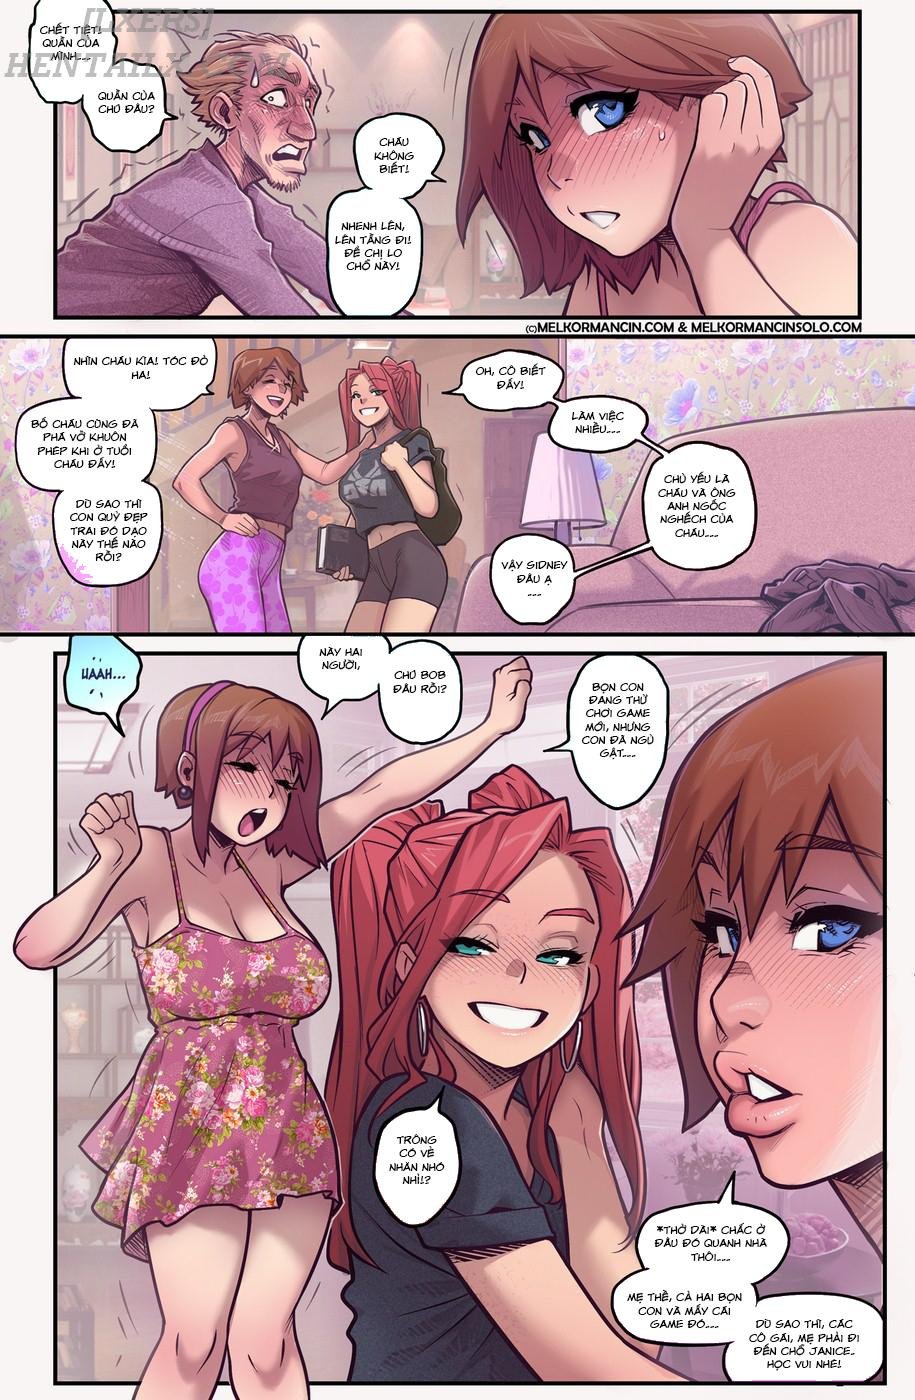 [LXERS]
CHẾT TIỆT!
QUẦN CỦA
MÌNH...
QUẦN CỦA
CHÚ ĐÂU?
CHÁU
KHÔNG
BIẾT!
NHENH LÊN,
LÊN TẦNG ĐI!
ĐỂ CHỊ LO
CHỖ NÀY!
(C)MELKORMANCIN.COM & MELKORMANCINSOLO.COM
NHÌN CHÁU KÌA! TÓC ĐỎ
HA!
BỐ CHÁU CŨNG ĐÃ
PHÁ VỠ KHUÔN
PHÉP KHI Ở TUỔI
CHÁU ĐẤY!
DÙ SAO THÌ
CON QUỶ ĐẸP
TRAI ĐÓ DẠO
NÀY THẾ NÀO
RỒI?
OH, CÔ BIẾT
ĐẤY!
LÀM VIỆC
NHIỀU...
CHỦ YẾU LÀ
CHÁU VÀ ÔNG
ANH NGỐC
NGHẾCH CỦA
CHÁU...
VẬY SIDNEY
ĐÂU Ạ
...
UAAH...
NÀY HAI
NGƯỜI,
CHÚ BOB
ĐÂU RỒI?
BỌN CON
ĐANG THỬ
CHƠI GAME
MỚI, NHƯNG
CON ĐÃ NGỦ
GẬT...
TRÔNG
CÓ VẺ
NHĂN NHÓ
NHỈ!?
*THỞ DÀI* CHẮC Ở
ĐÂU ĐÓ QUANH NHÀ
THÔI...
MẸ THỀ, CẢ HAI BỌN
CON VÀ MẤY CÁI
GAME ĐÓ...
DÙ SAO THÌ, CÁC
CÔ GÁI, MẸ PHẢI ĐI
ĐẾN CHỖ JANICE.
HỌC VUI NHÉ!